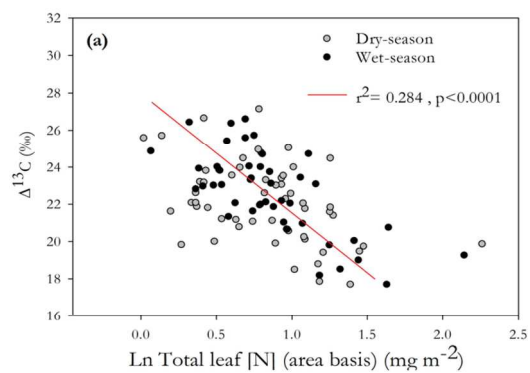 (a)
Dry-season
Wet-season
r²= 0.284 , p<0.0001
Δ¹³C (‰)
32
28
26
24
22
20
18
16
0.0
0.5
1.0
1.5
2.0
2.5
Ln Total leaf [N] (area basis) (mg m⁻²)